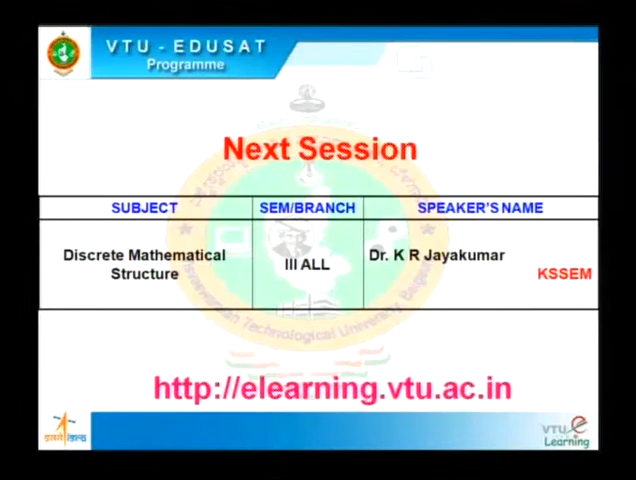 VTU - EDUSAT
Programme
Next Session
SUBJECT SEM/BRANCH SPEAKER'S NAME
Discrete Mathematical
Structure
III ALL
Dr. K R Jayakumar
KSSEM
http://elearning.vtu.ac.in
VTU e
Learning